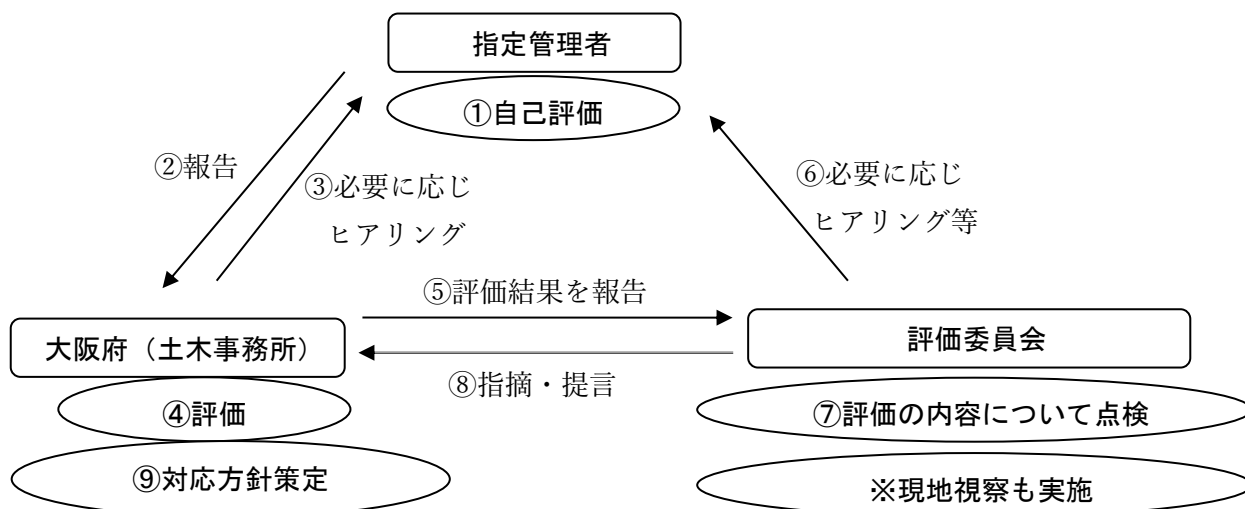 指定管理者
①自己評価
②報告
③必要に応じ
ヒアリング
⑥必要に応じ
ヒアリング等
⑤評価結果を報告
大阪府（土木事務所）
評価委員会
⑧指摘・提言
④評価
⑦評価の内容について点検
⑨対応方針策定
※現地視察も実施